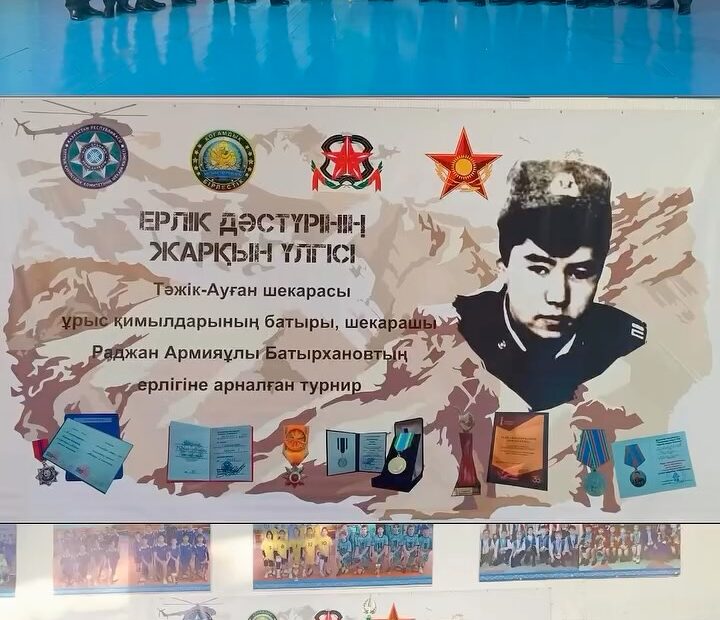 ЕРЛІК ДӘСТҮРІНІҢ
ЖАРҚЫН ҮЛГІСІ
Тәжік-Ауған шекарасы
ұрыс қимылдарының батыры, шекарашы
Раджан Армияұлы Батырхановтың
ерлігіне арналған турнир